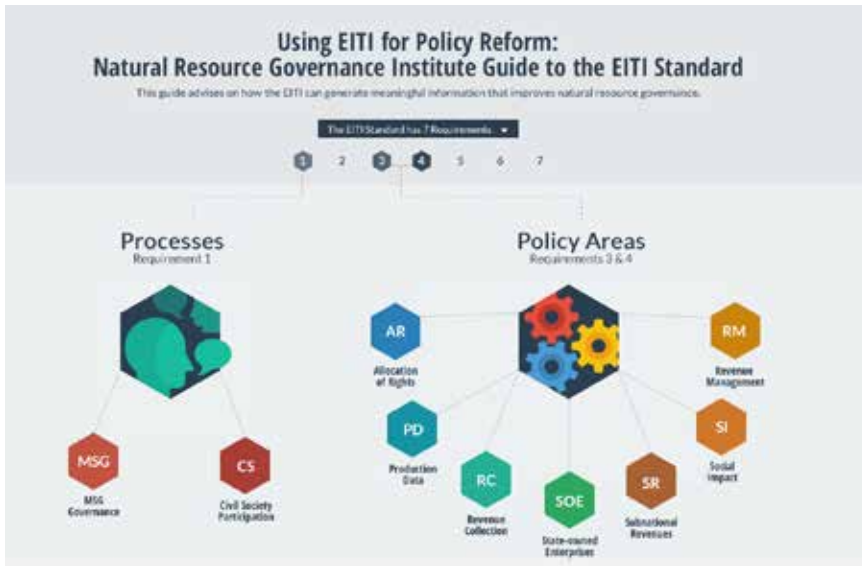 Using EITI for Policy Reform:
Natural Resource Governance Institute Guide to the EITI Standard
This guide advises on how the EITI can generate meaningful information that improves natural resource governance.
The EITI Standard has 7 Requirements
1 2 3 4 5 6 7
Processes
Requirement 1
Policy Areas
Requirements 3 & 4
AR
Allocation
of Rights
RM
Revenue
Management
PD
Production
Data
SI
Social
Impact
MSG
MSG
Governance
CS
Civil Society
Participation
RC
Revenue
Collection
SOE
State-owned
Enterprises
SR
Subnational
Revenues